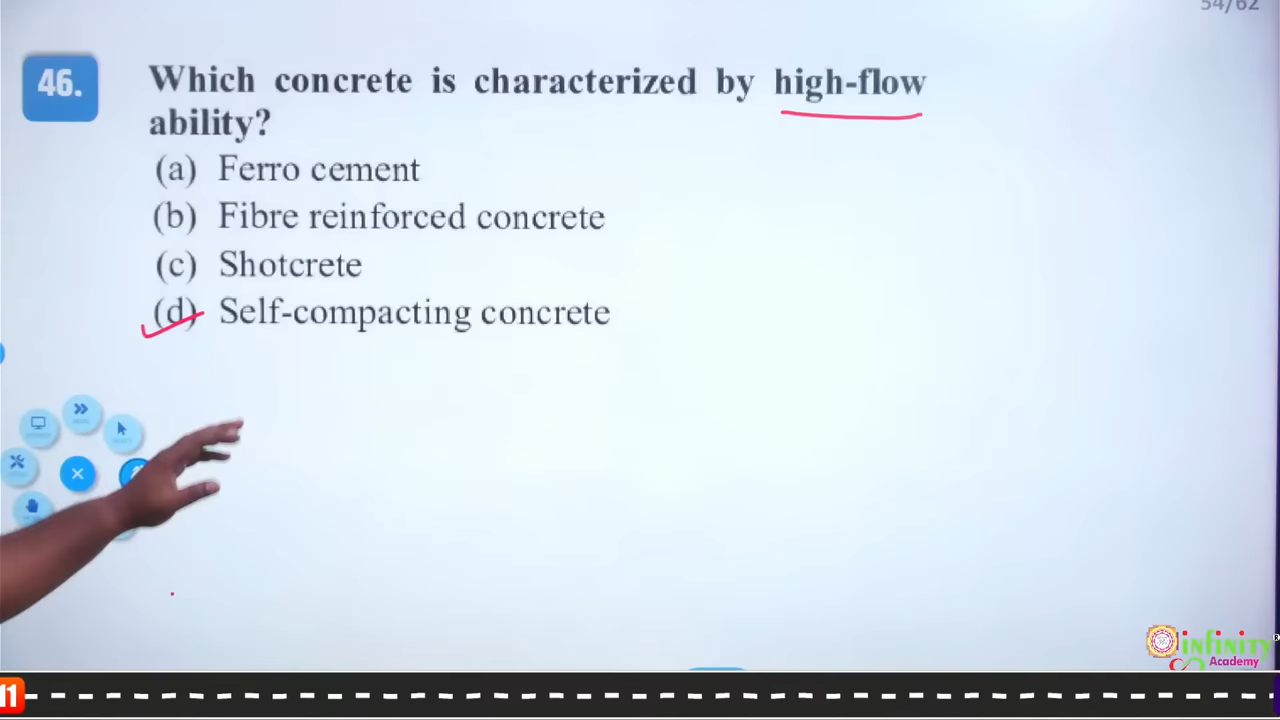 54/62
46.
Which concrete is characterized by high-flow
ability?
(a) Ferro cement
(b) Fibre reinforced concrete
(c) Shotcrete
(d) Self-compacting concrete
infinity
Academy
11